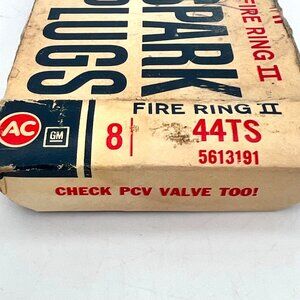 FIRE RING II
SPARK
PLUGS
FIRE RING II
AC
GM
8
44TS
5613191
CHECK PCV VALVE TOO!